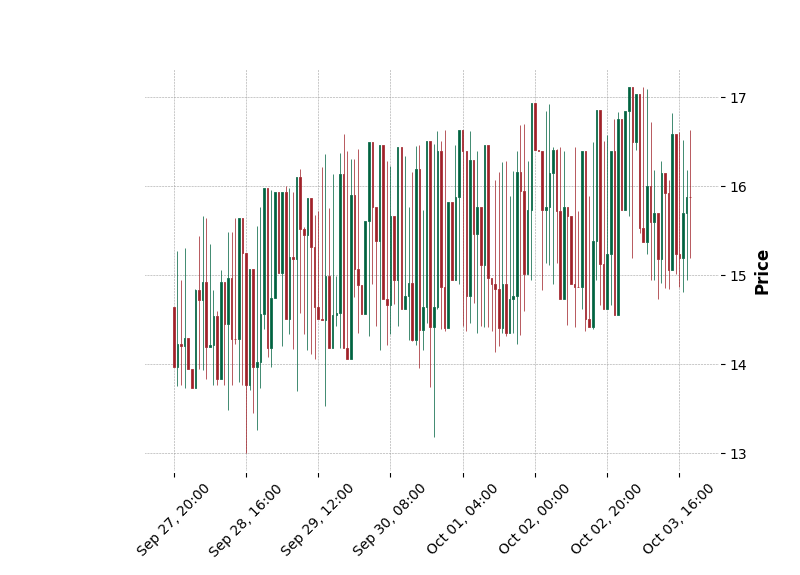 17
16
15
14
13
Price
Sep 27, 20:00
Sep 28, 16:00
Sep 29, 12:00
Sep 30, 08:00
Oct 01, 04:00
Oct 02, 00:00
Oct 02, 20:00
Oct 03, 16:00